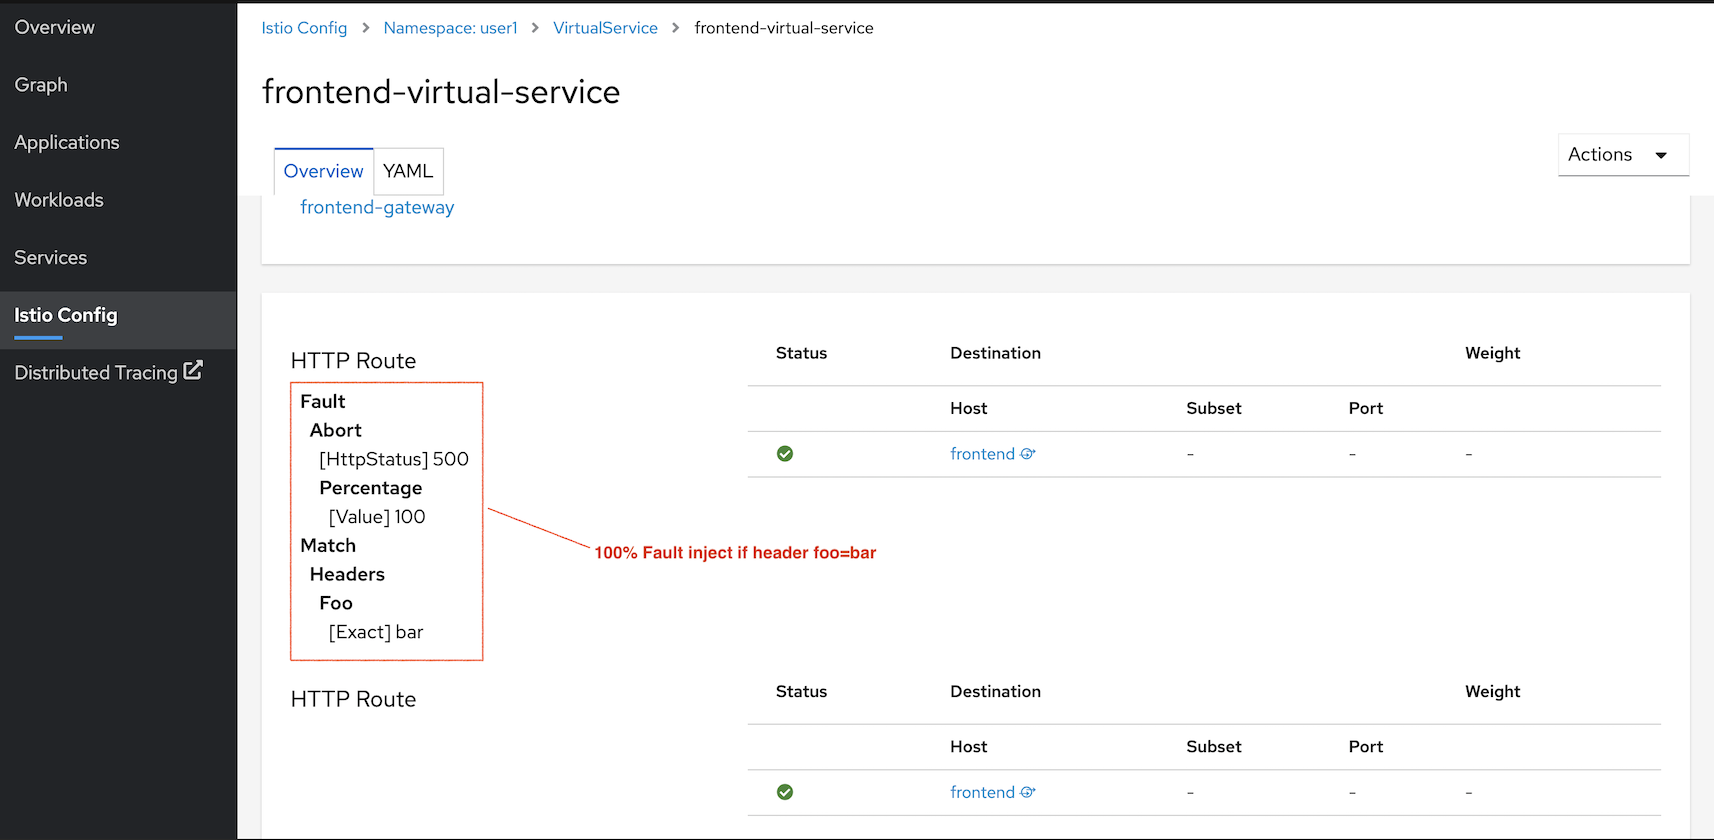 Overview
Graph
Applications
Workloads
Services
Istio Config
Distributed Tracing
Istio Config > Namespace: user1 > VirtualService > frontend-virtual-service
frontend-virtual-service
Overview YAML
Actions
frontend-gateway
HTTP Route
Fault
Abort
[HttpStatus] 500
Percentage
[Value] 100
Match
Headers
Foo
[Exact] bar
Status Destination Weight
Host Subset Port
frontend - - -
100% Fault inject if header foo=bar
HTTP Route
Status Destination Weight
Host Subset Port
frontend - - -